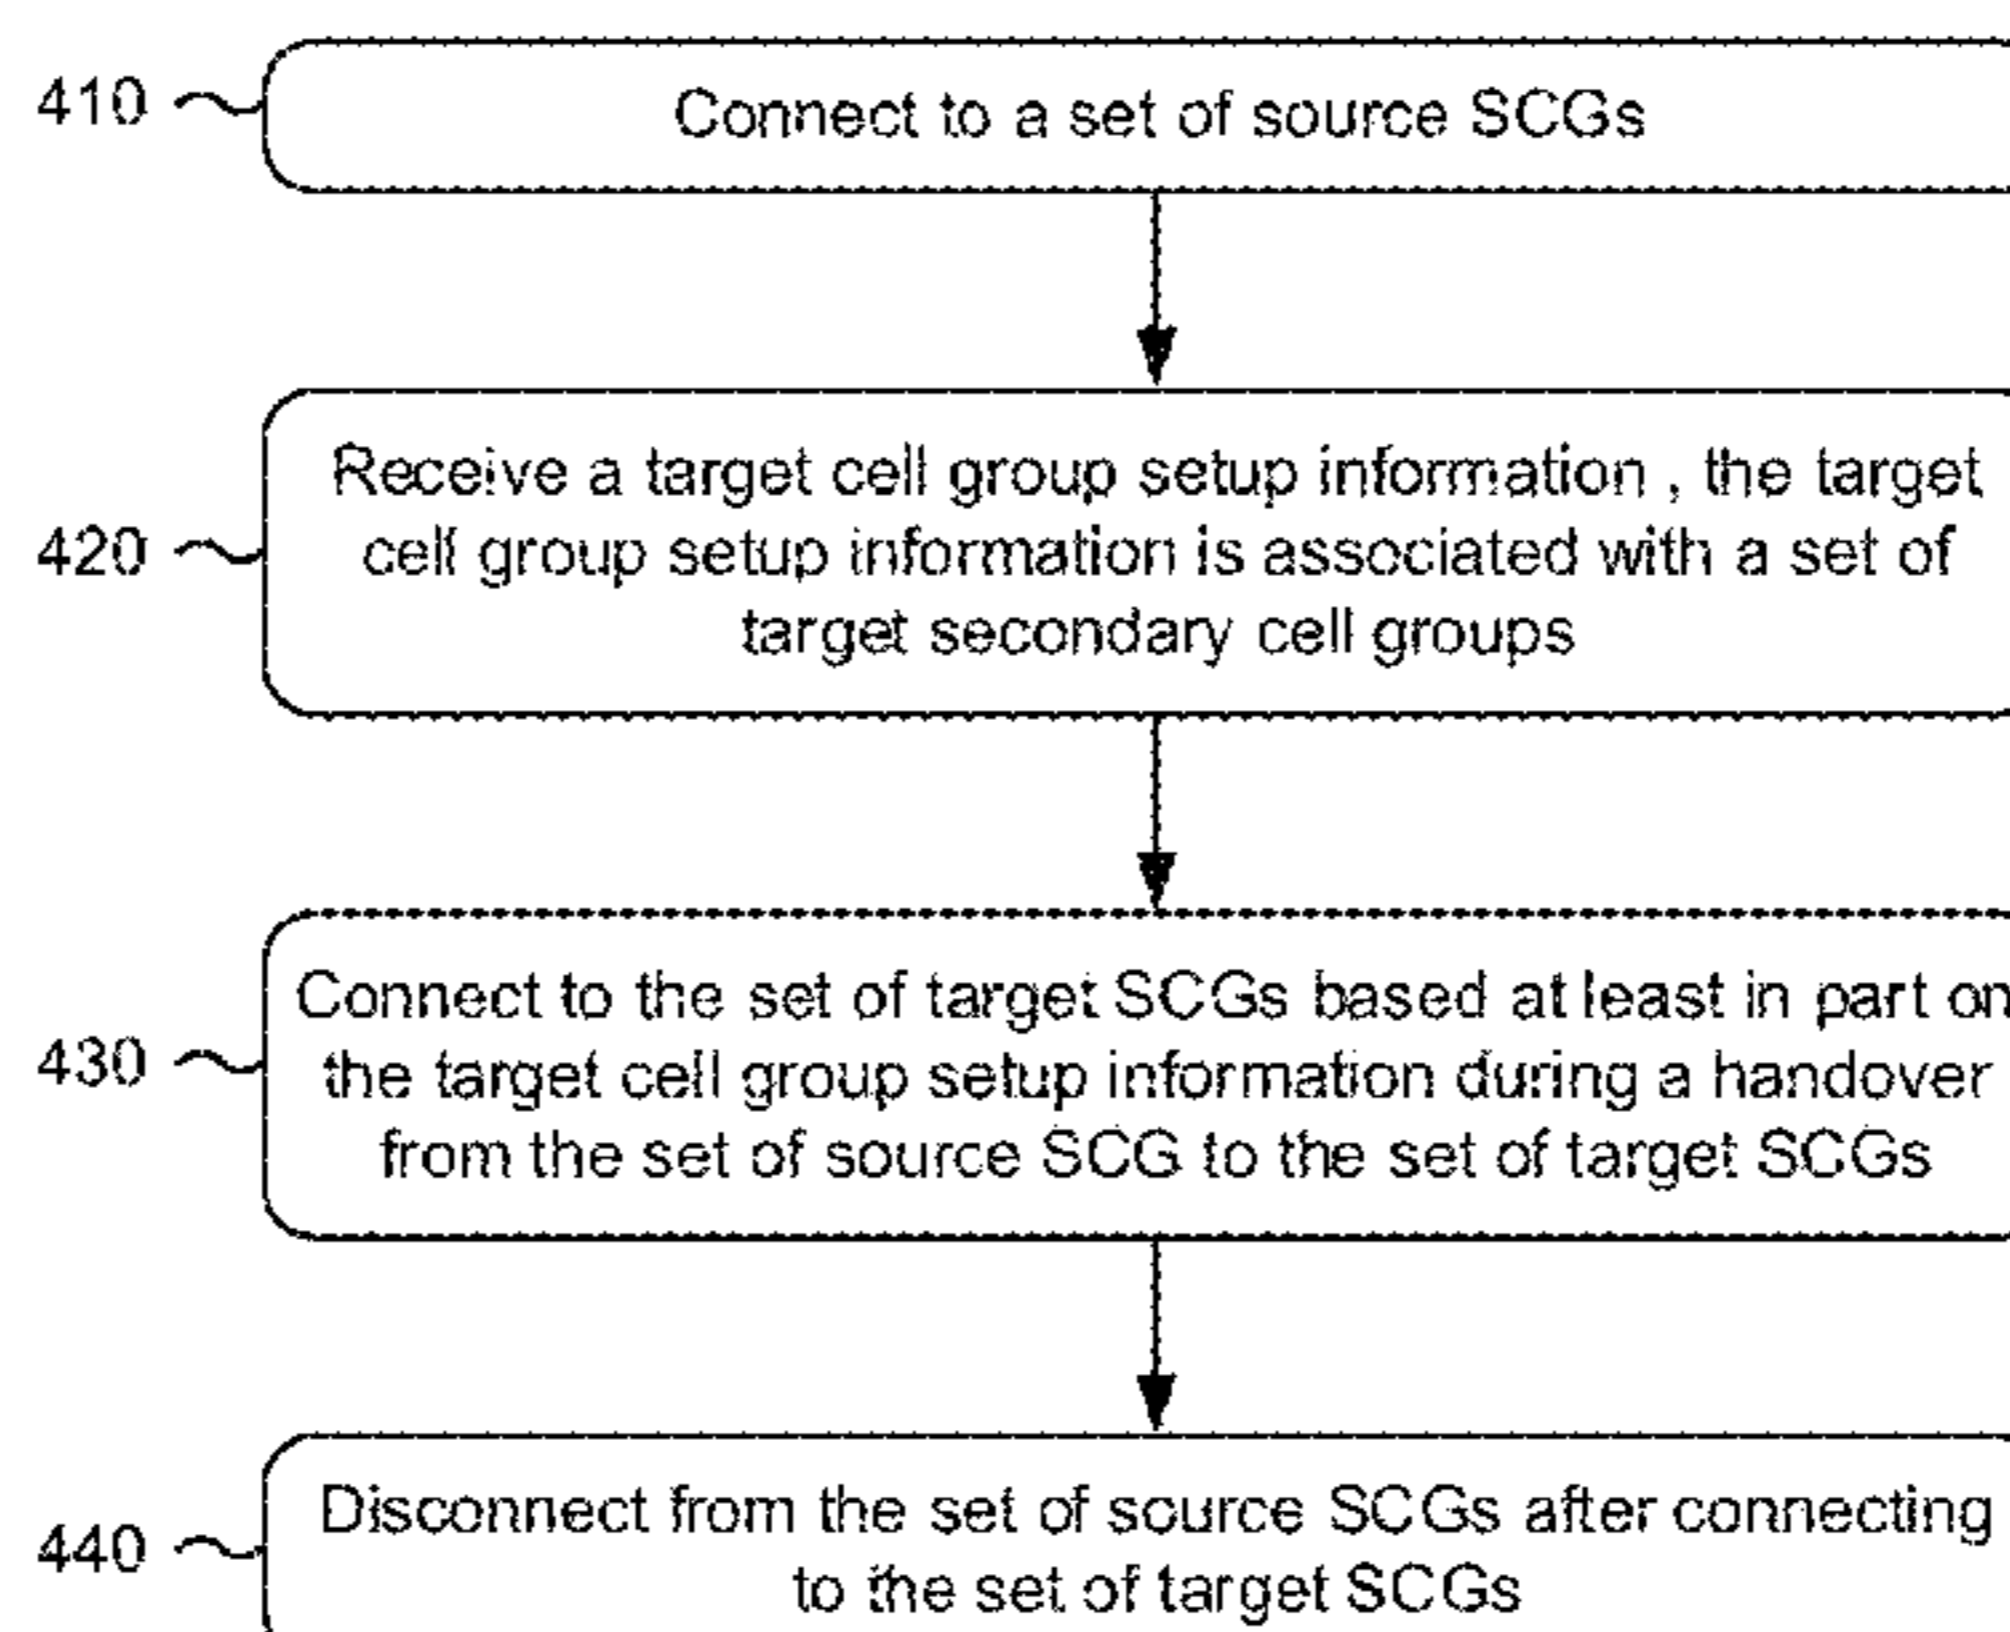 410
Connect to a set of source SCGs
420
Receive a target cell group setup information , the target
cell group setup information is associated with a set of
target secondary cell groups
430
Connect to the set of target SCGs based at least in part on
the target cell group setup information during a handover
from the set of source SCG to the set of target SCGs
440
Disconnect from the set of source SCGs after connecting
to the set of target SCGs